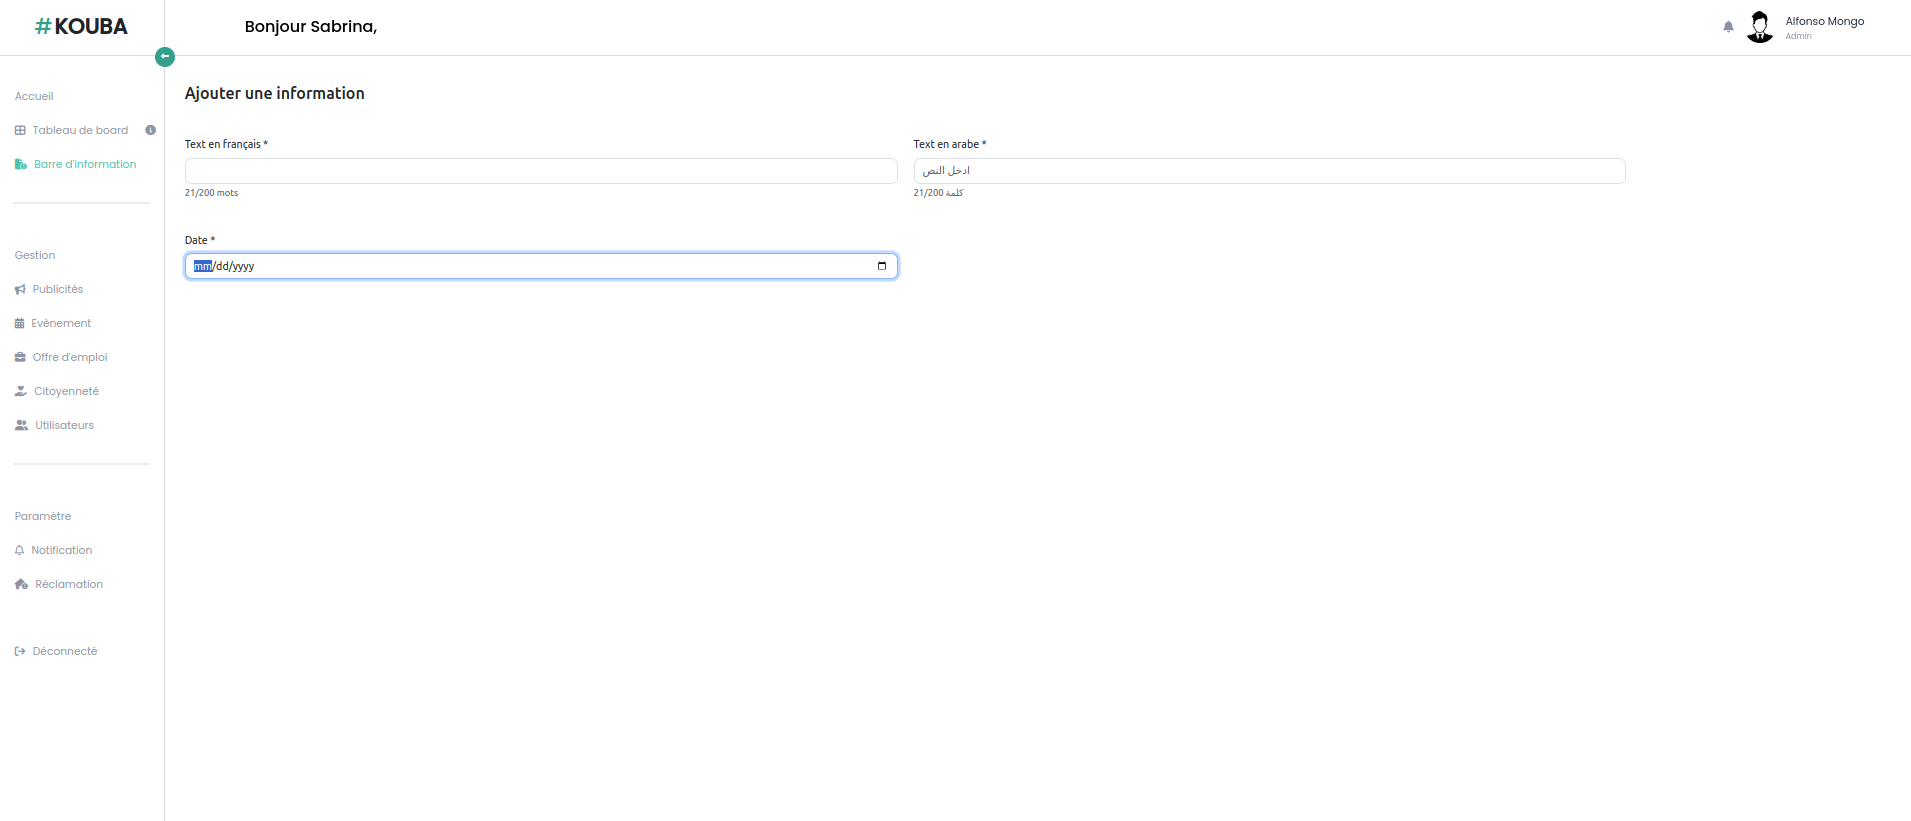 #KOUBA
Bonjour Sabrina,
Alfonso Mongo
Admin
Accueil
Tableau de board
Barre d'information
Gestion
Publicités
Evènement
Offre d'emploi
Citoyenneté
Utilisateurs
Paramétre
Notification
Réclamation
Déconnecté
Ajouter une information
Text en français *
21/200 mots
Text en arabe *
ادخل النص
21/200 كلمة
Date *
mm/dd/yyyy